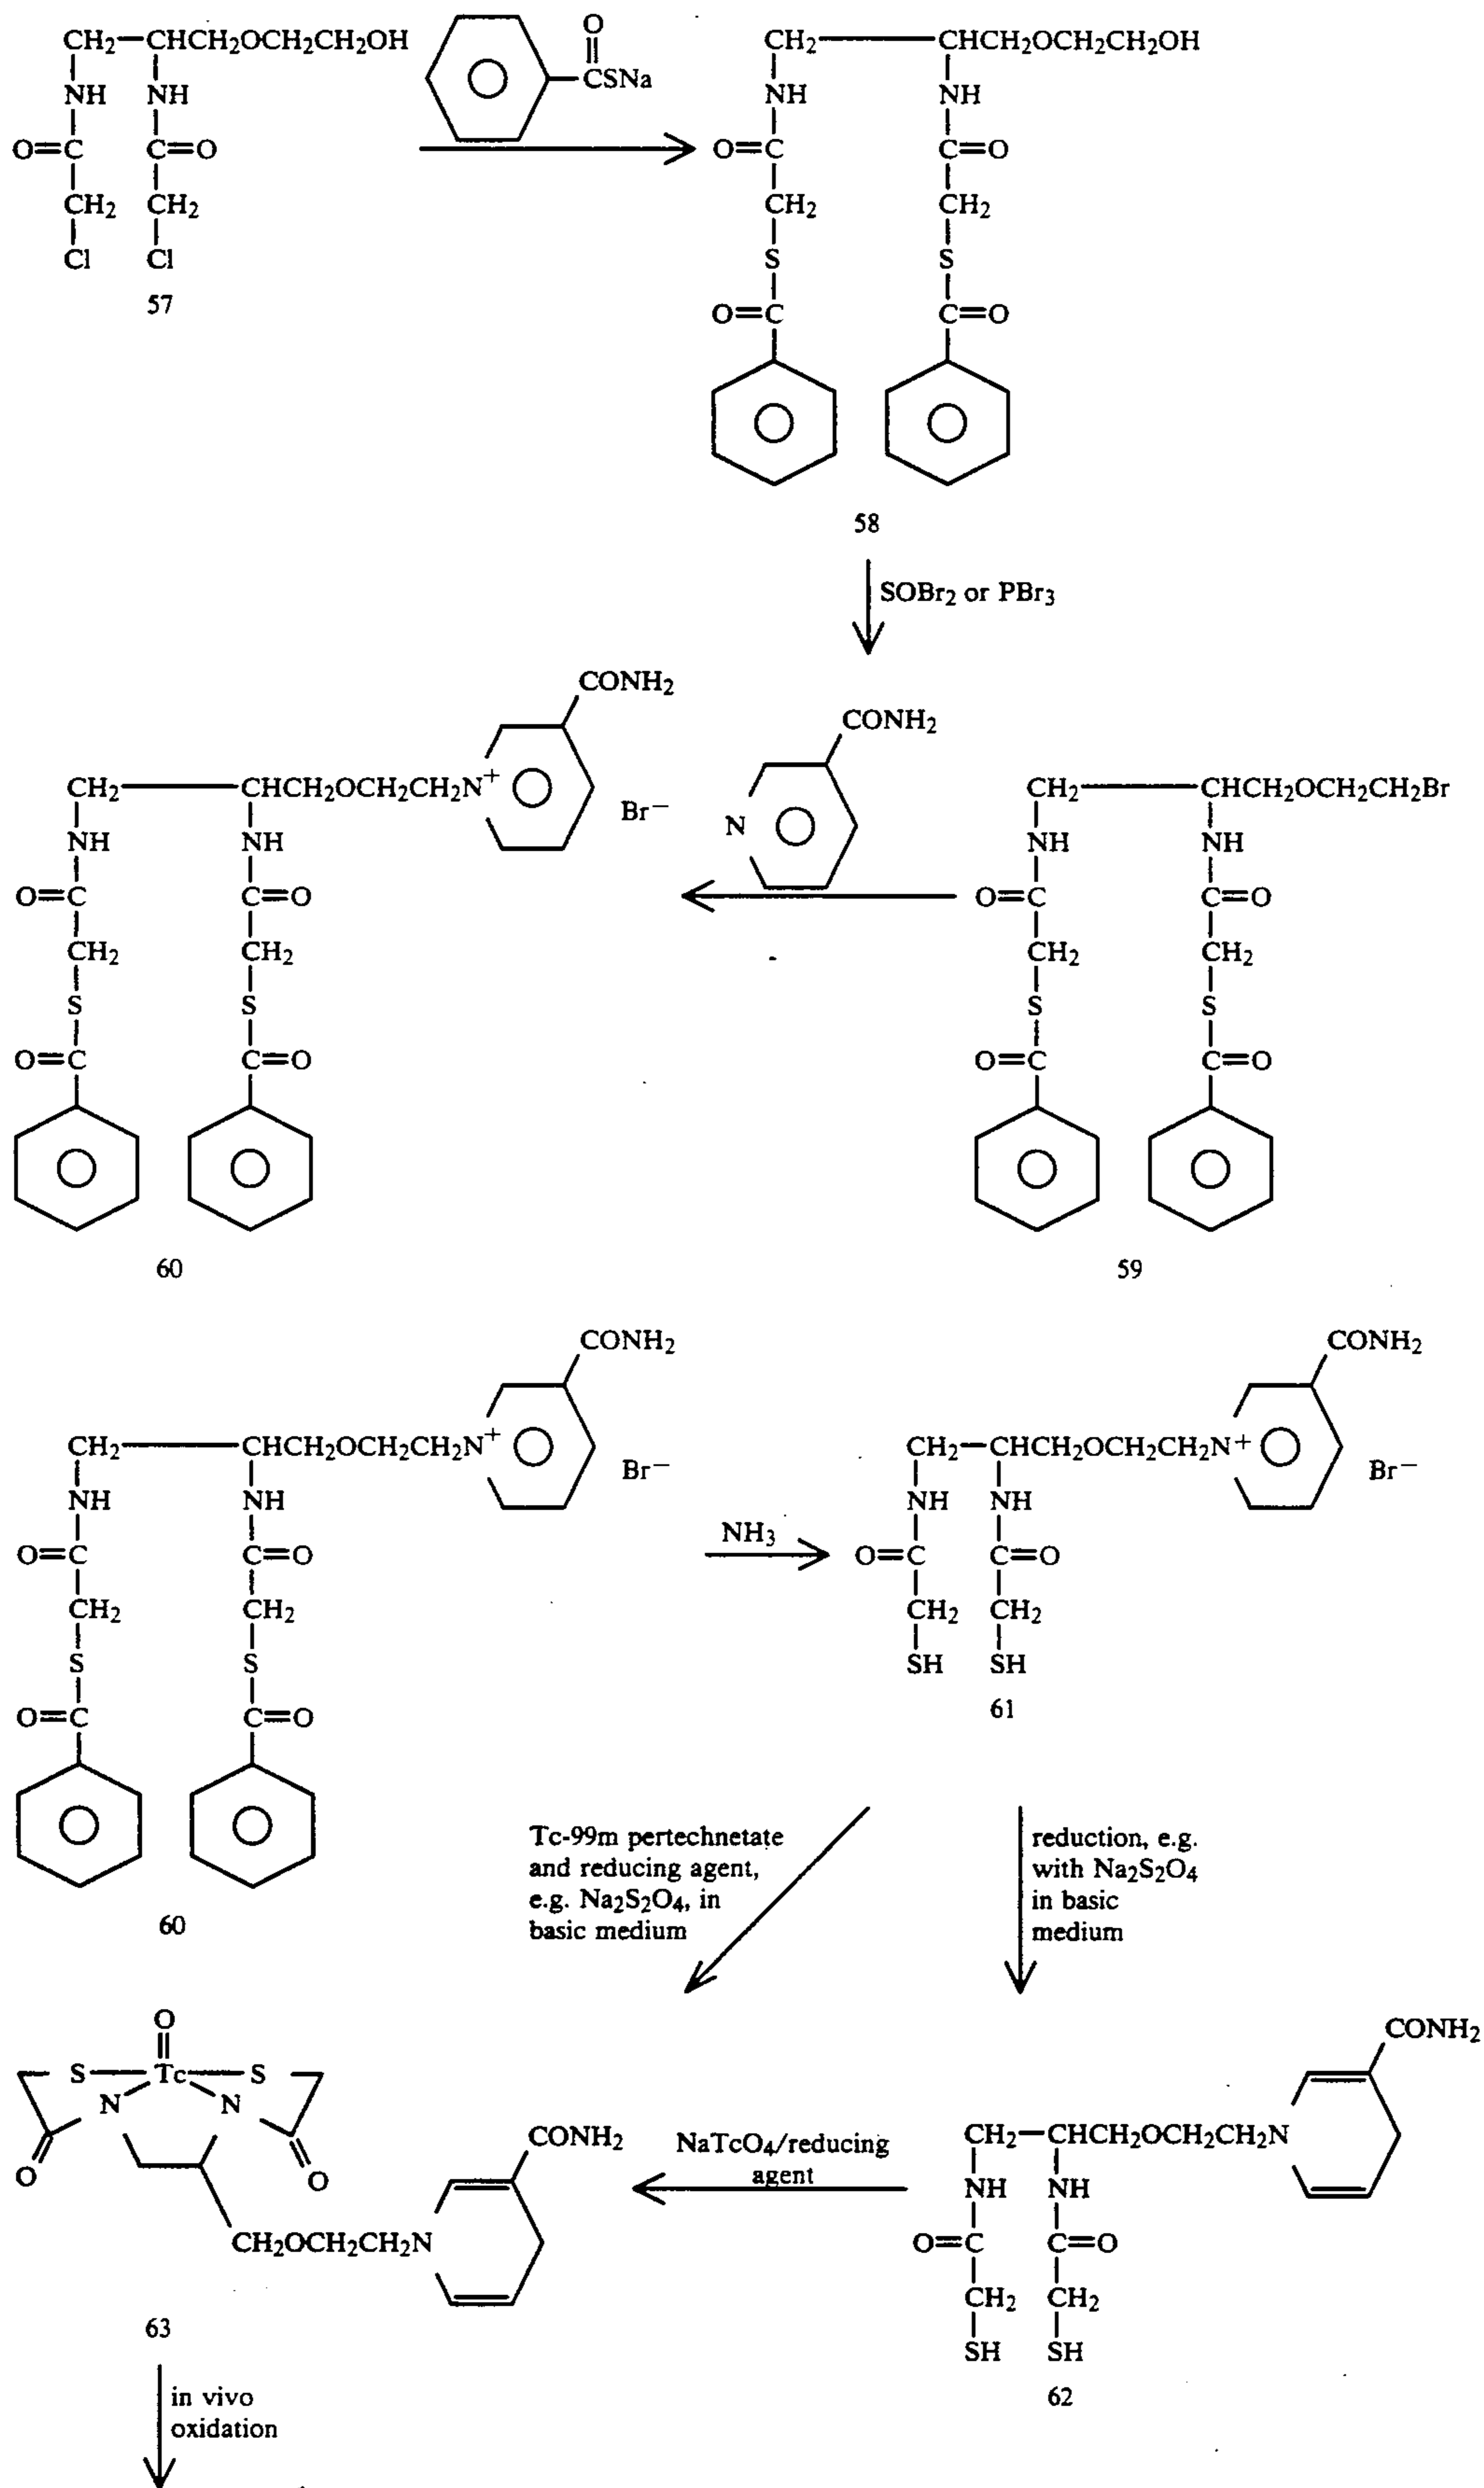 CH2—CHCH2OCH2CH2OH
O
CSNa
NH NH
O=C C=O
CH2 CH2
Cl Cl
57
CH2—CHCH2OCH2CH2OH
NH NH
O=C C=O
CH2 CH2
S S
O=C C=O
58
SOBr2 or PBr3
CONH2
CH2—CHCH2OCH2CH2N+
Br−
NH NH
O=C C=O
CH2 CH2
S S
O=C C=O
60
CONH2
N
CH2—CHCH2OCH2CH2Br
NH NH
O=C C=O
CH2 CH2
S S
O=C C=O
59
CONH2
CH2—CHCH2OCH2CH2N+
Br−
NH NH
O=C C=O
CH2 CH2
S S
O=C C=O
60
NH3
CONH2
CH2—CHCH2OCH2CH2N+
Br−
NH NH
O=C C=O
CH2 CH2
SH SH
61
Tc-99m pertechnetate
and reducing agent,
e.g. Na2S2O4, in
basic medium
reduction, e.g.
with Na2S2O4
in basic
medium
O
S—Tc—S
N N
O O
CONH2
CH2OCH2CH2N
63
NaTcO4/reducing
agent
CONH2
CH2—CHCH2OCH2CH2N
NH NH
O=C C=O
CH2 CH2
SH SH
62
in vivo
oxidation